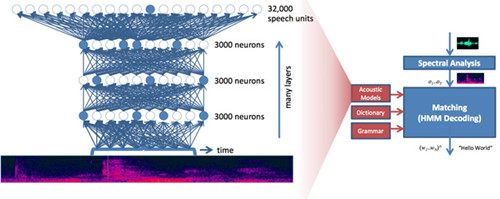 32,000
speech units
3000 neurons
3000 neurons
3000 neurons
many layers
time
Spectral Analysis
Acoustic
Models
Dictionary
Grammar
Matching
(HMM Decoding)
"Hello World"